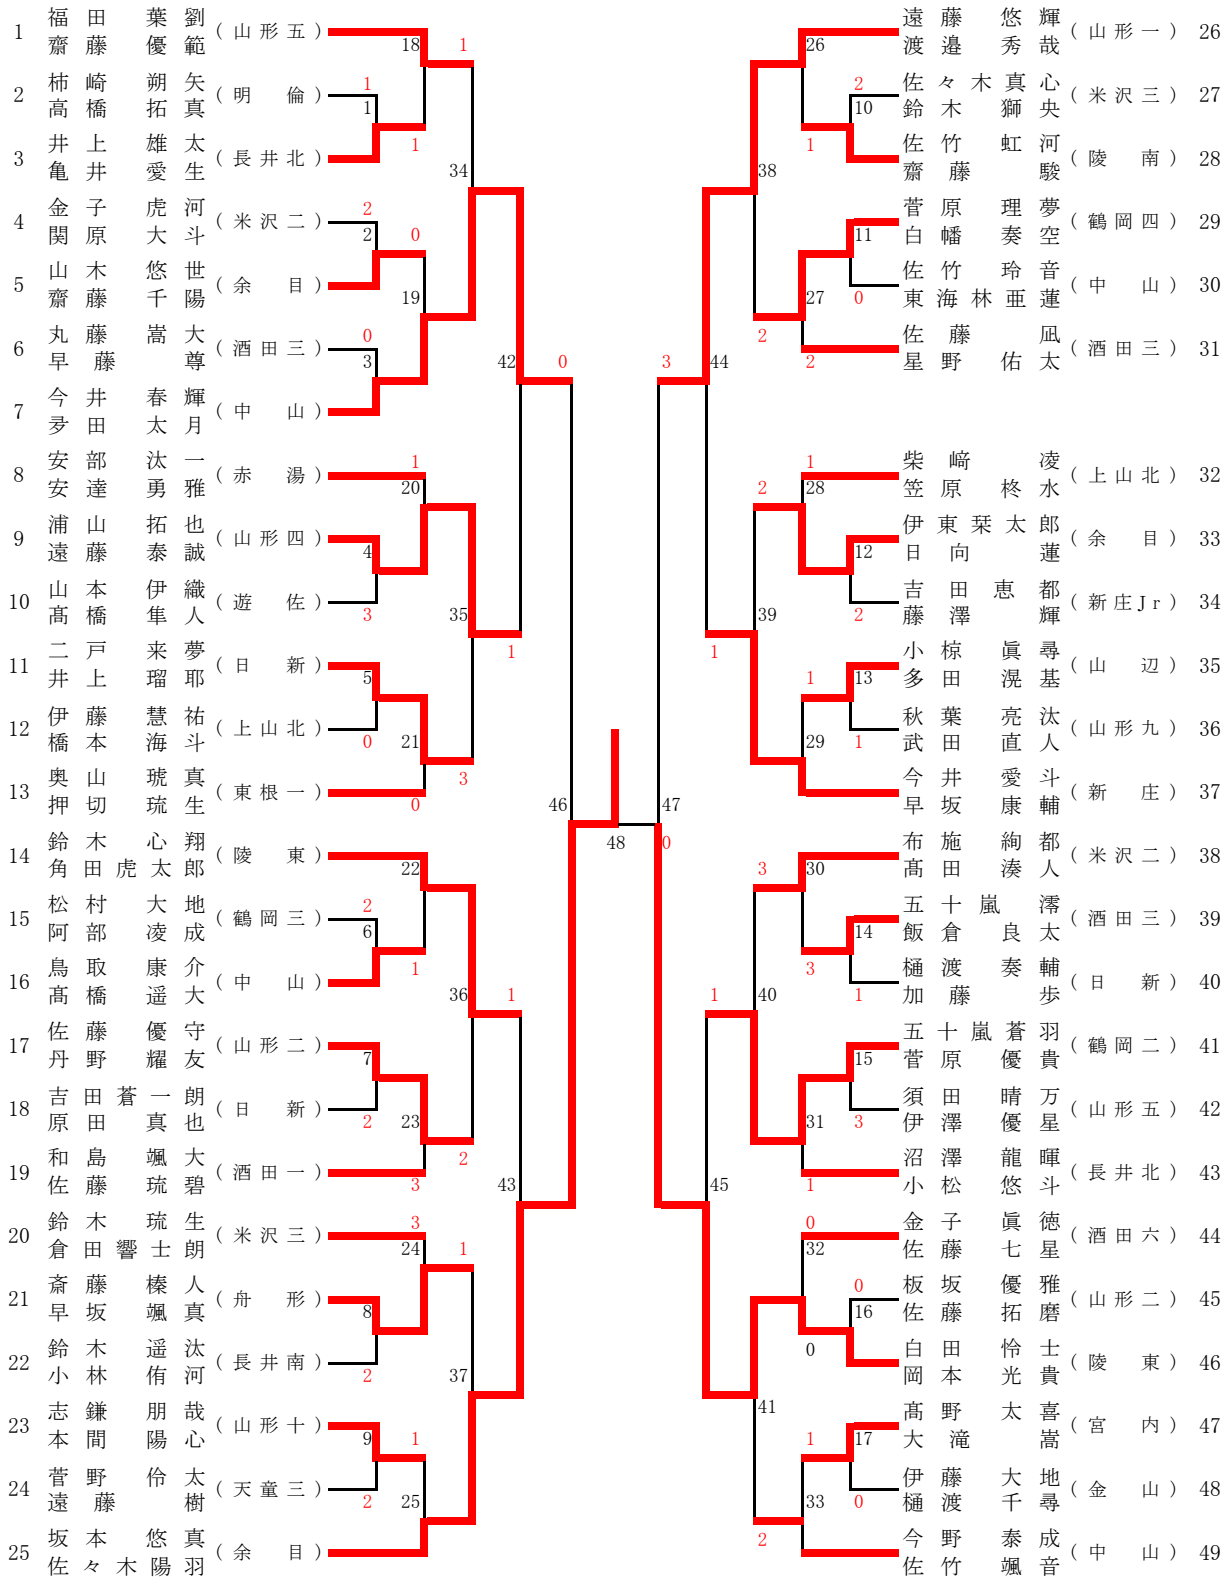 1 福田葉劉 齋藤優範 (山形五)
2 柿崎朔矢 高橋拓真 (明倫)
3 井上雄太 亀井愛生 (長井北)
4 金子虎河 関原大斗 (米沢二)
5 山木悠世 齋藤千陽 (余目)
6 丸藤嵩大 早藤尊 (酒田三)
7 今井春輝 夛田太月 (中山)
8 安部汰一 安達勇雅 (赤湯)
9 浦山拓也 遠藤泰誠 (山形四)
10 山本伊織 髙橋隼人 (遊佐)
11 二戸来夢 井上瑠耶 (日新)
12 伊藤慧祐 橋本海斗 (上山北)
13 奥山琥真 押切琉生 (東根一)
14 鈴木心翔 角田虎太郎 (陵東)
15 松村大地 阿部凌成 (鶴岡三)
16 鳥取康介 髙橋遥大 (中山)
17 佐藤優守 丹野耀友 (山形二)
18 吉田蒼一朗 原田真也 (日新)
19 和島颯大 佐藤琉碧 (酒田一)
20 鈴木琉生 倉田響士朗 (米沢三)
21 斎藤榛人 早坂颯真 (舟形)
22 鈴木遥汰 小林侑河 (長井南)
23 志鎌朋哉 本間陽心 (山形十)
24 菅野伶太 遠藤樹 (天童三)
25 坂本悠真 佐々木陽羽 (余目)
18 1
1
1
1
34
2
2 0
19
0
3
42 0
1
20
4
3
35
1
5
0
21
3
0
46
48
22
2
6
1
36 1
7
2
23
2
3
43
3
24 1
8
2
37
9 1
2
25
遠藤悠輝 渡邉秀哉 (山形一) 26
佐々木真心 鈴木獅央 (米沢三) 27
佐竹虹河 齋藤駿 (陵南) 28
菅原理夢 白幡奏空 (鶴岡四) 29
佐竹玲音 東海林亜蓮 (中山) 30
佐藤凪 星野佑太 (酒田三) 31
柴﨑凌 笠原柊水 (上山北) 32
伊東栞太郎 日向蓮 (余目) 33
吉田恵都 藤澤輝 (新庄Jr) 34
小椋眞尋 多田滉基 (山辺) 35
秋葉亮汰 武田直人 (山形九) 36
今井愛斗 早坂康輔 (新庄) 37
布施絢都 髙田湊人 (米沢二) 38
五十嵐澪 飯倉良太 (酒田三) 39
樋渡奏輔 加藤歩 (日新) 40
五十嵐蒼羽 菅原優貴 (鶴岡二) 41
須田晴万 伊澤優星 (山形五) 42
沼澤龍暉 小松悠斗 (長井北) 43
金子眞徳 佐藤七星 (酒田六) 44
板坂優雅 佐藤拓磨 (山形二) 45
白田怜士 岡本光貴 (陵東) 46
髙野太喜 大滝嵩 (宮内) 47
伊藤大地 樋渡千尋 (金山) 48
今野泰成 佐竹颯音 (中山) 49
26
2
10
1
38
11
27 0
2
2
3 44
1
2 28
12
2
39
1
1 13
1
29
47
0
3 30
14
3
1
1 40
15
31 3
1
45
0
32
0
16
0
41
1 17
33 0
2